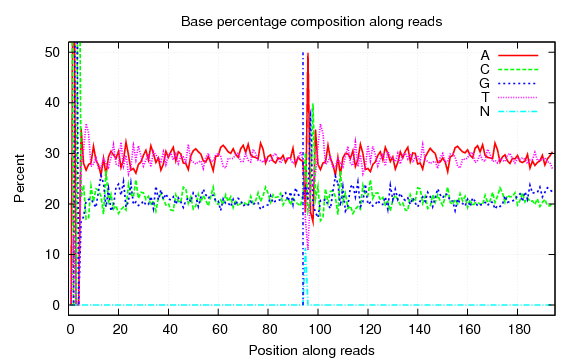 Base percentage composition along reads
50
40
30
20
10
0
Percent
A
C
G
T
N
0 20 40 60 80 100 120 140 160 180
Position along reads